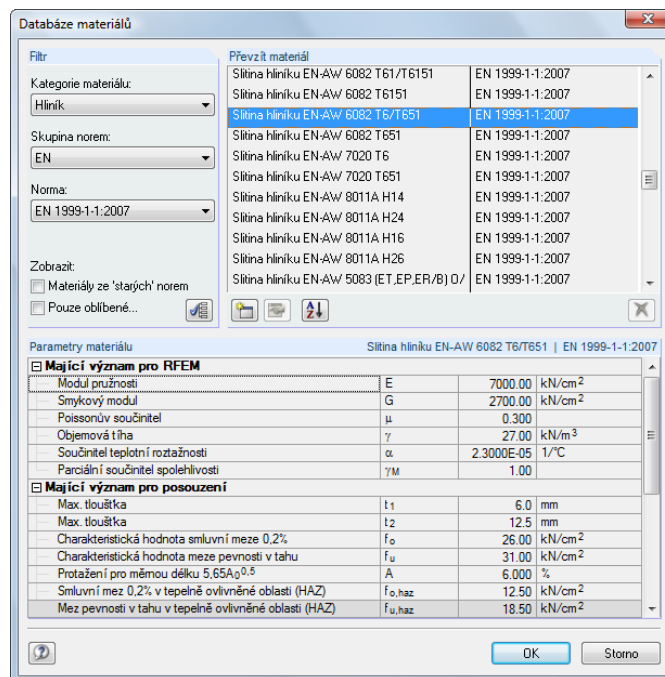 Databáze materiálů
Filtr
Kategorie materiálu:
Hliník
Skupina norem:
EN
Norma:
EN 1999-1-1:2007
Zobrazit:
Materiály ze 'starých' norem
Pouze oblíbené...
Převzít materiál
Slitina hliníku EN-AW 6082 T61/T6151 EN 1999-1-1:2007
Slitina hliníku EN-AW 6082 T6151 EN 1999-1-1:2007
Slitina hliníku EN-AW 6082 T6/T651 EN 1999-1-1:2007
Slitina hliníku EN-AW 6082 T651 EN 1999-1-1:2007
Slitina hliníku EN-AW 7020 T6 EN 1999-1-1:2007
Slitina hliníku EN-AW 7020 T651 EN 1999-1-1:2007
Slitina hliníku EN-AW 8011A H14 EN 1999-1-1:2007
Slitina hliníku EN-AW 8011A H24 EN 1999-1-1:2007
Slitina hliníku EN-AW 8011A H16 EN 1999-1-1:2007
Slitina hliníku EN-AW 8011A H26 EN 1999-1-1:2007
Slitina hliníku EN-AW 5083 (ET,EP,ER/B) O/ EN 1999-1-1:2007
Parametry materiálu Slitina hliníku EN-AW 6082 T6/T651 | EN 1999-1-1:2007
Mající význam pro RFEM
Modul pružnosti E 7000.00 kN/cm2
Smykový modul G 2700.00 kN/cm2
Poissonův součinitel μ 0.300
Objemová tíha γ 27.00 kN/m3
Součinitel teplotní roztažnosti α 2.3000E-05 1/°C
Parciální součinitel spolehlivosti γM 1.00
Mající význam pro posouzení
Max. tloušťka t1 6.0 mm
Max. tloušťka t2 12.5 mm
Charakteristická hodnota smluvní meze 0,2% fo 26.00 kN/cm2
Charakteristická hodnota meze pevnosti v tahu fu 31.00 kN/cm2
Protažení pro měrnou délku 5,65A0^0.5 A 6.000 %
Smluvní mez 0,2% v tepelně ovlivněné oblasti (HAZ) fo,haz 12.50 kN/cm2
Mez pevnosti v tahu v tepelně ovlivněné oblasti (HAZ) fu,haz 18.50 kN/cm2
OK
Storno